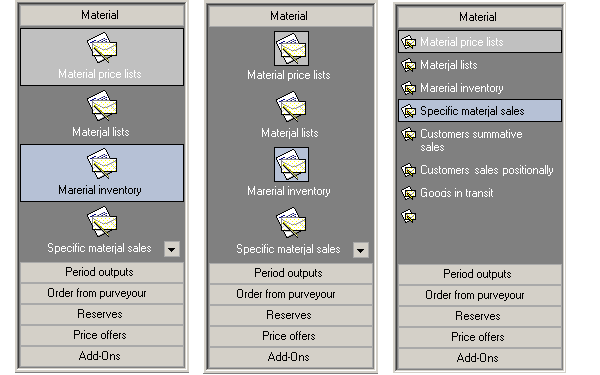 Material
Material price lists
Materjal lists
Marerial inventory
Specific materjal sales
Period outputs
Order from purveyour
Reserves
Price offers
Add-Ons
Material
Material price lists
Materjal lists
Marerial inventory
Specific materjal sales
Period outputs
Order from purveyour
Reserves
Price offers
Add-Ons
Material
Material price lists
Materjal lists
Marerial inventory
Specific materjal sales
Customers summative
sales
Customers sales positionally
Goods in transit
Period outputs
Order from purveyour
Reserves
Price offers
Add-Ons